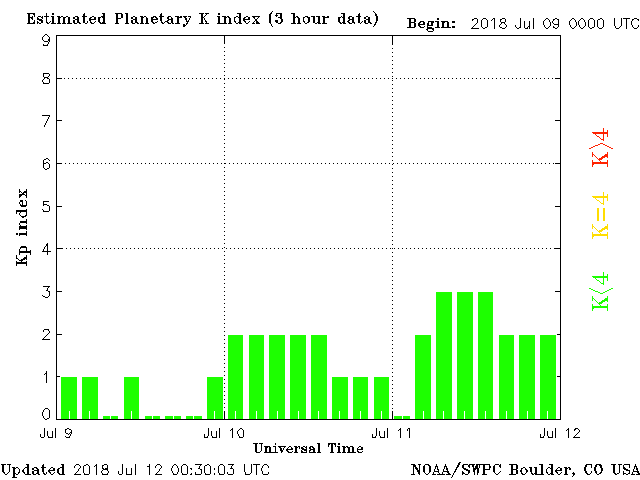 Estimated Planetary K index (3 hour data)
Begin: 2018 Jul 09 0000 UTC
9
8
7
6
5
4
3
2
1
0
Kp index
K>4
K=4
K<4
Jul 9
Jul 10
Jul 11
Jul 12
Universal Time
Updated 2018 Jul 12 00:30:03 UTC
NOAA/SWPC Boulder, CO USA